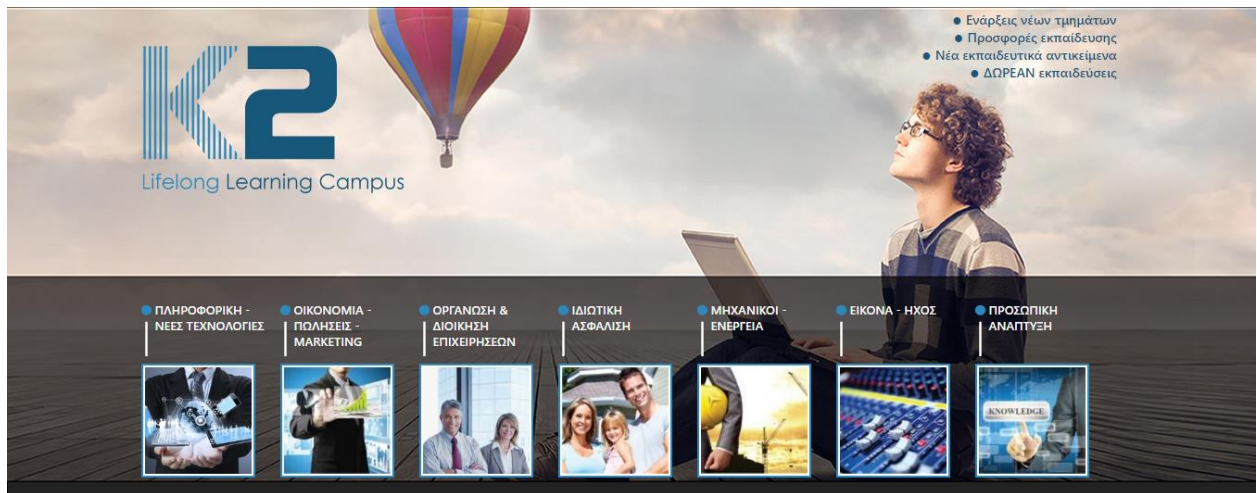 Ενάρξεις νέων τμημάτων
Προσφορές εκπαίδευσης
Νέα εκπαιδευτικά αντικείμενα
ΔΩΡΕΑΝ εκπαιδεύσεις
K2
Lifelong Learning Campus
ΠΛΗΡΟΦΟΡΙΚΗ -
ΝΕΕΣ ΤΕΧΝΟΛΟΓΙΕΣ
ΟΙΚΟΝΟΜΙΑ -
ΠΩΛΗΣΕΙΣ -
MARKETING
ΟΡΓΑΝΩΣΗ &
ΔΙΟΙΚΗΣΗ
ΕΠΙΧΕΙΡΗΣΕΩΝ
ΙΔΙΩΤΙΚΗ
ΑΣΦΑΛΙΣΗ
ΜΗΧΑΝΙΚΟΙ -
ΕΝΕΡΓΕΙΑ
ΕΙΚΟΝΑ - ΗΧΟΣ
ΠΡΟΣΩΠΙΚΗ
ΑΝΑΠΤΥΞΗ
KNOWLEDGE